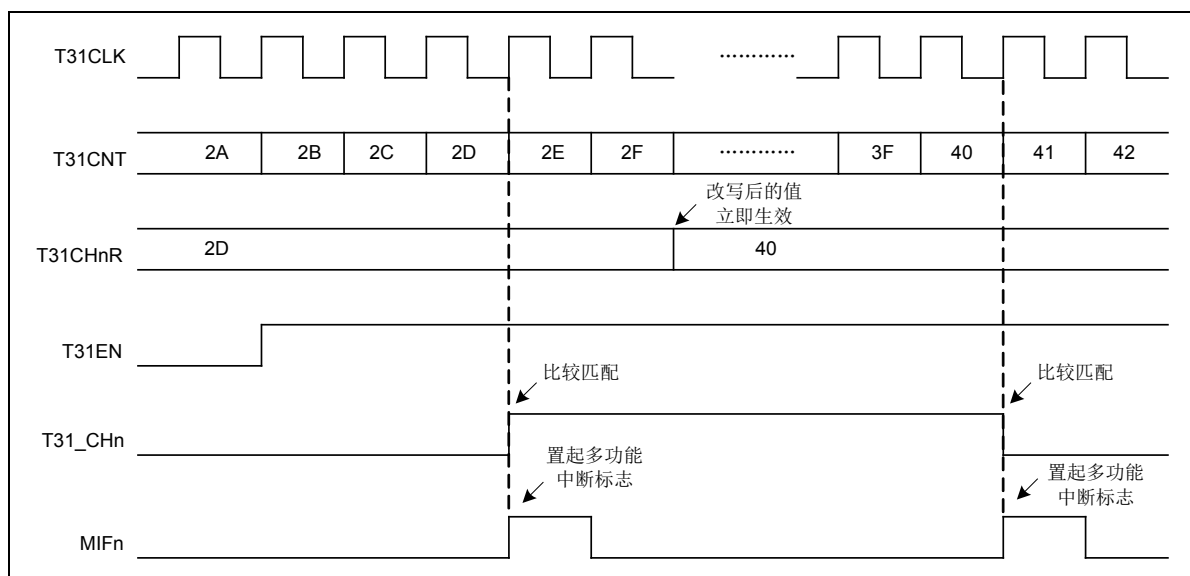 T31CLK
…………
T31CNT 2A 2B 2C 2D 2E 2F ………… 3F 40 41 42
改写后的值
立即生效
T31CHnR 2D 40
T31EN
比较匹配 比较匹配
T31_CHn
置起多功能
中断标志
置起多功能
中断标志
MIFn